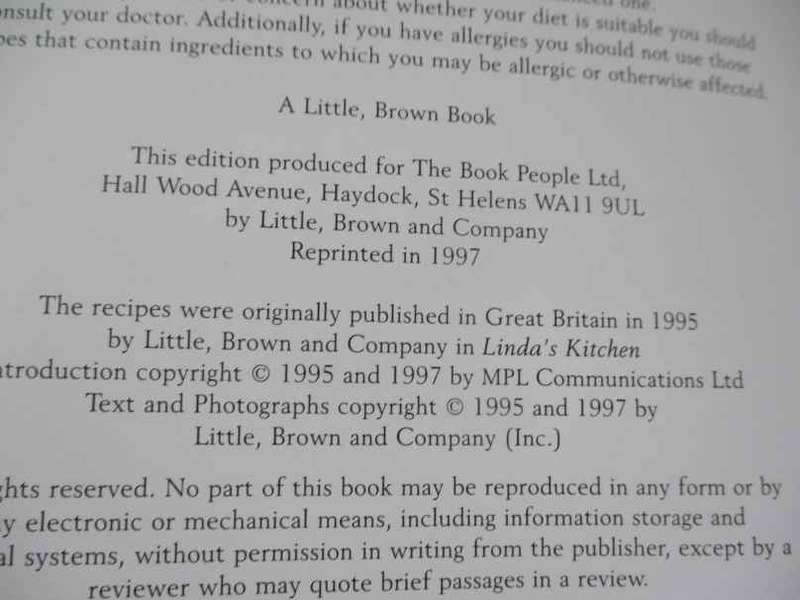 about whether your diet is suitable you should
consult your doctor. Additionally, if you have allergies you should not use those
that contain ingredients to which you may be allergic or otherwise affected.
A Little, Brown Book
This edition produced for The Book People Ltd,
Hall Wood Avenue, Haydock, St Helens WA11 9UL
by Little, Brown and Company
Reprinted in 1997
The recipes were originally published in Great Britain in 1995
by Little, Brown and Company in Linda's Kitchen
ntroduction copyright © 1995 and 1997 by MPL Communications Ltd
Text and Photographs copyright © 1995 and 1997 by
Little, Brown and Company (Inc.)
ghts reserved. No part of this book may be reproduced in any form or by
y electronic or mechanical means, including information storage and
al systems, without permission in writing from the publisher, except by a
reviewer who may quote brief passages in a review.